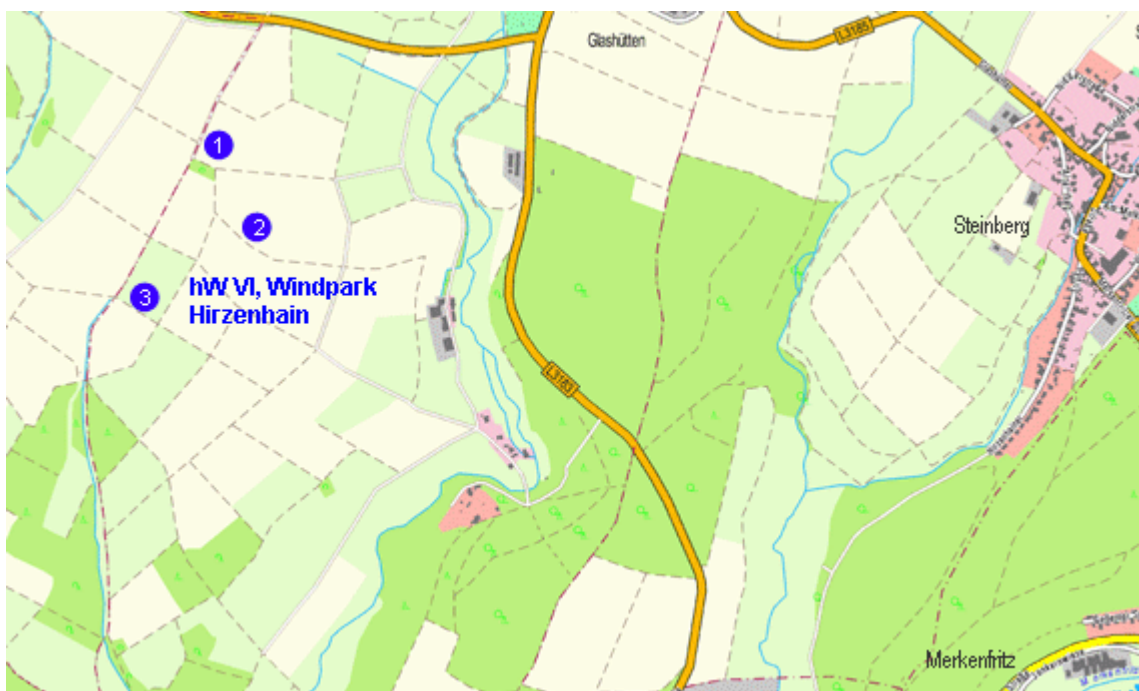 Glashütten
L3185
1
2
Steinberg
3
hW VI, Windpark
Hirzenhain
L3183
Merkenfritz